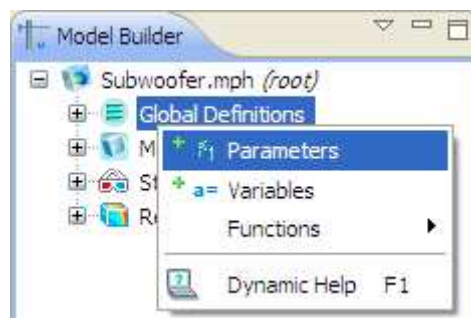 Model Builder
Subwoofer.mph (root)
Global Definitions
M
Parameters
St
a= Variables
Re
Functions
Dynamic Help F1